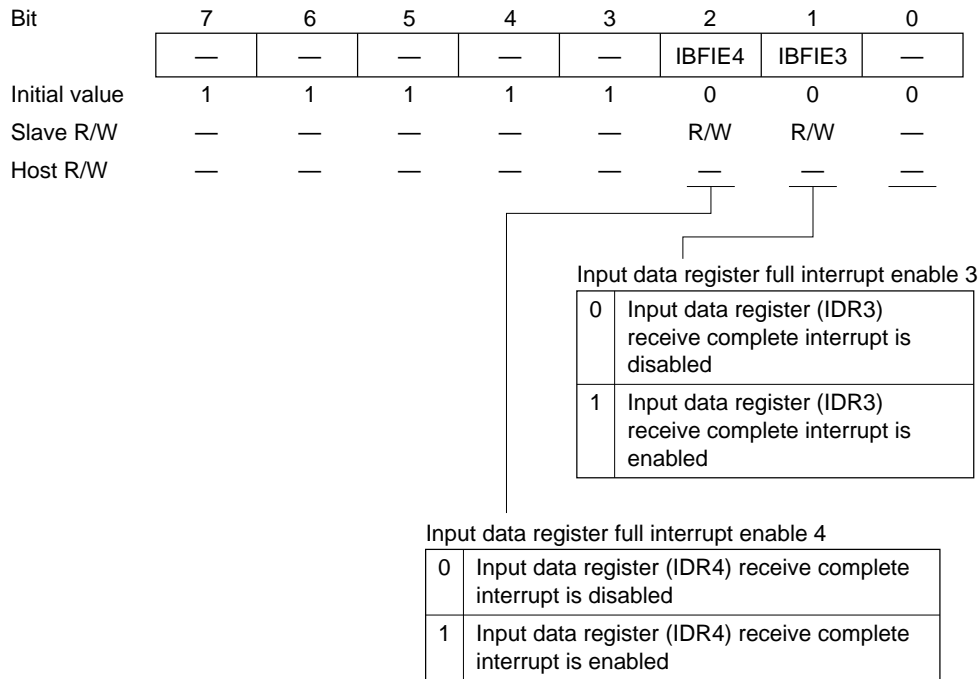 Bit 7 6 5 4 3 2 1 0
— — — — — IBFIE4 IBFIE3 —
Initial value 1 1 1 1 1 0 0 0
Slave R/W — — — — — R/W R/W —
Host R/W — — — — — — — —
Input data register full interrupt enable 3
0 Input data register (IDR3)
receive complete interrupt is
disabled
1 Input data register (IDR3)
receive complete interrupt is
enabled
Input data register full interrupt enable 4
0 Input data register (IDR4) receive complete
interrupt is disabled
1 Input data register (IDR4) receive complete
interrupt is enabled